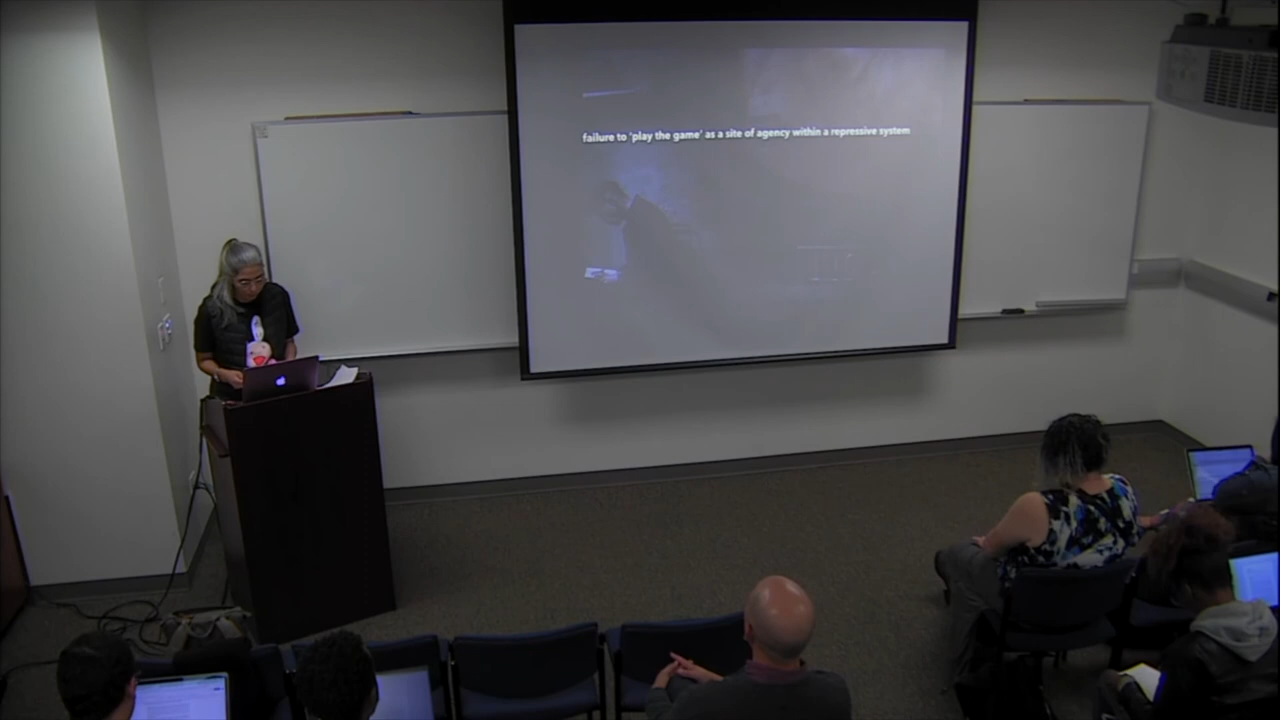 failure to 'play the game' as a site of agency within a repressive system